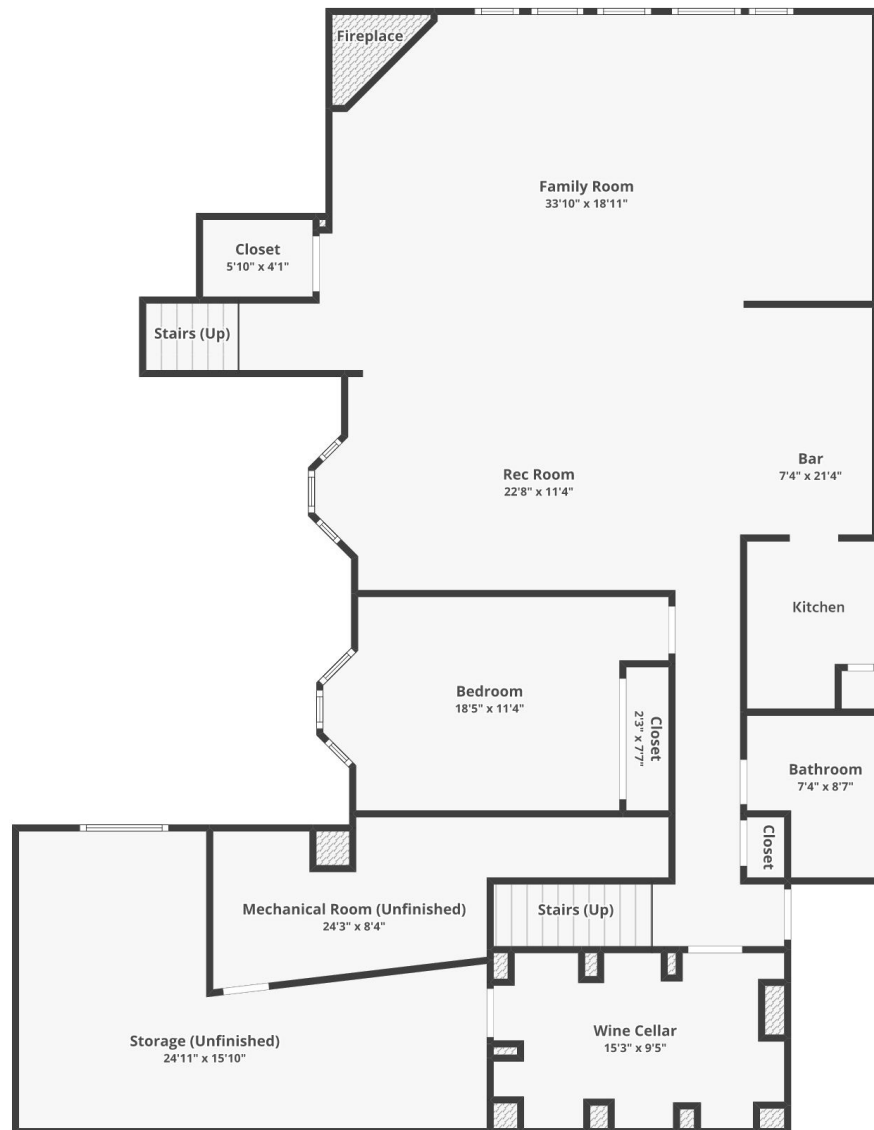 Fireplace
Family Room
33'10" x 18'11"
Closet
5'10" x 4'1"
Stairs (Up)
Rec Room
22'8" x 11'4"
Bar
7'4" x 21'4"
Kitchen
Bedroom
18'5" x 11'4"
Closet
2'3" x 7'7"
Bathroom
7'4" x 8'7"
Closet
Mechanical Room (Unfinished)
24'3" x 8'4"
Stairs (Up)
Storage (Unfinished)
24'11" x 15'10"
Wine Cellar
15'3" x 9'5"